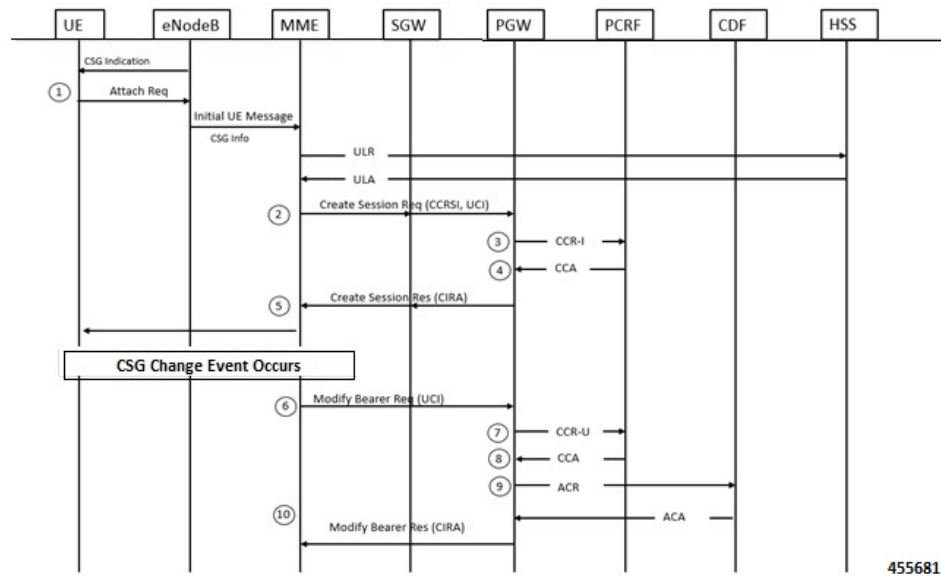 UE eNodeB MME SGW PGW PCRF CDF HSS
CSG Indication
1 Attach Req
Initial UE Message
CSG Info
ULR
ULA
2 Create Session Req (CCRSI, UCI)
3 CCR-I
4 CCA
5 Create Session Res (CIRA)
CSG Change Event Occurs
6 Modify Bearer Req (UCI)
7 CCR-U
8 CCA
9 ACR
10 ACA
Modify Bearer Res (CIRA)
455681